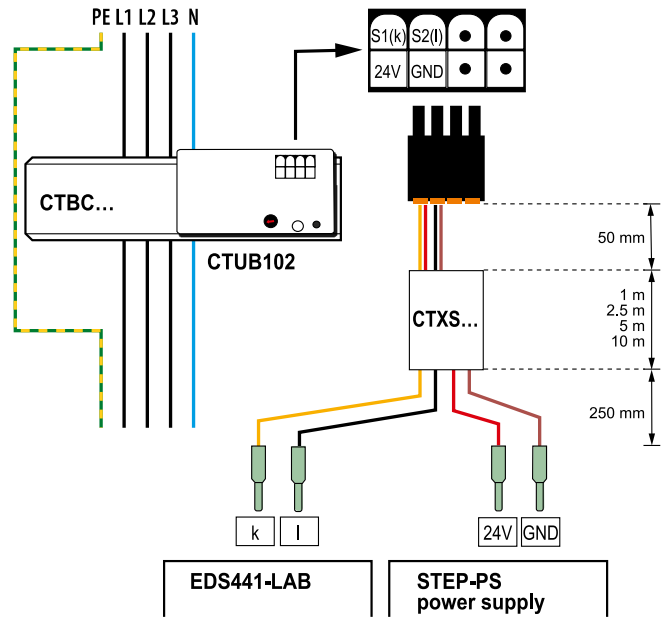 PE L1 L2 L3 N
S1(k) S2(l)
24V GND
CTBC...
CTUB102
50 mm
CTXS...
1 m
2.5 m
5 m
10 m
250 mm
k l 24V GND
EDS441-LAB
STEP-PS
power supply